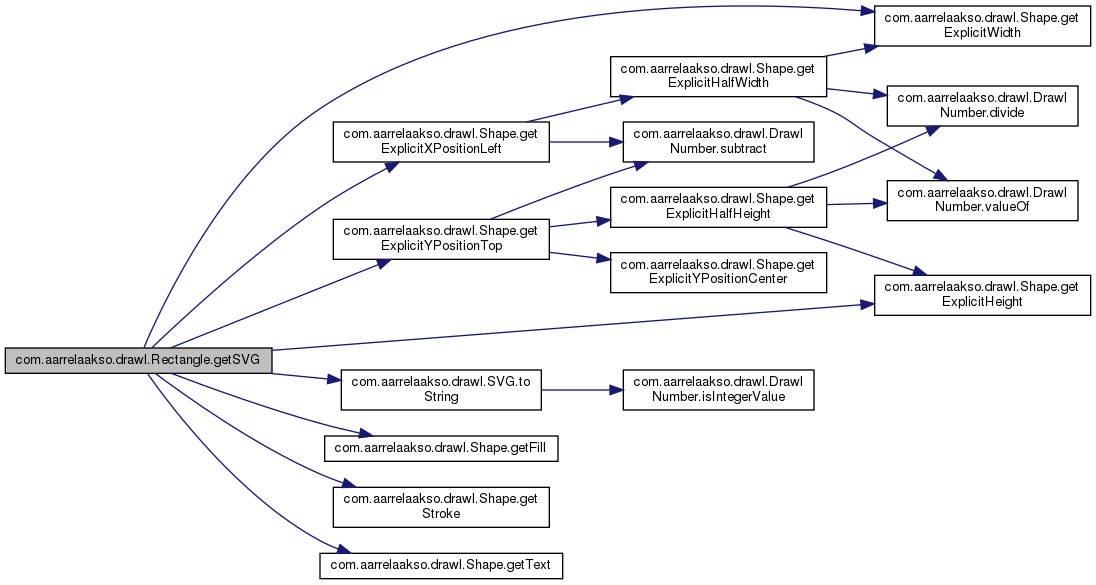 com.aarrelaakso.drawl.Shape.get
ExplicitWidth
com.aarrelaakso.drawl.Shape.get
ExplicitHalfWidth
com.aarrelaakso.drawl.Drawl
Number.divide
com.aarrelaakso.drawl.Shape.get
ExplicitXPositionLeft
com.aarrelaakso.drawl.Drawl
Number.subtract
com.aarrelaakso.drawl.Shape.get
ExplicitHalfHeight
com.aarrelaakso.drawl.Drawl
Number.valueOf
com.aarrelaakso.drawl.Shape.get
ExplicitYPositionTop
com.aarrelaakso.drawl.Shape.get
ExplicitYPositionCenter
com.aarrelaakso.drawl.Shape.get
ExplicitHeight
com.aarrelaakso.drawl.Rectangle.getSVG
com.aarrelaakso.drawl.SVG.to
String
com.aarrelaakso.drawl.Drawl
Number.isIntegerValue
com.aarrelaakso.drawl.Shape.getFill
com.aarrelaakso.drawl.Shape.get
Stroke
com.aarrelaakso.drawl.Shape.getText